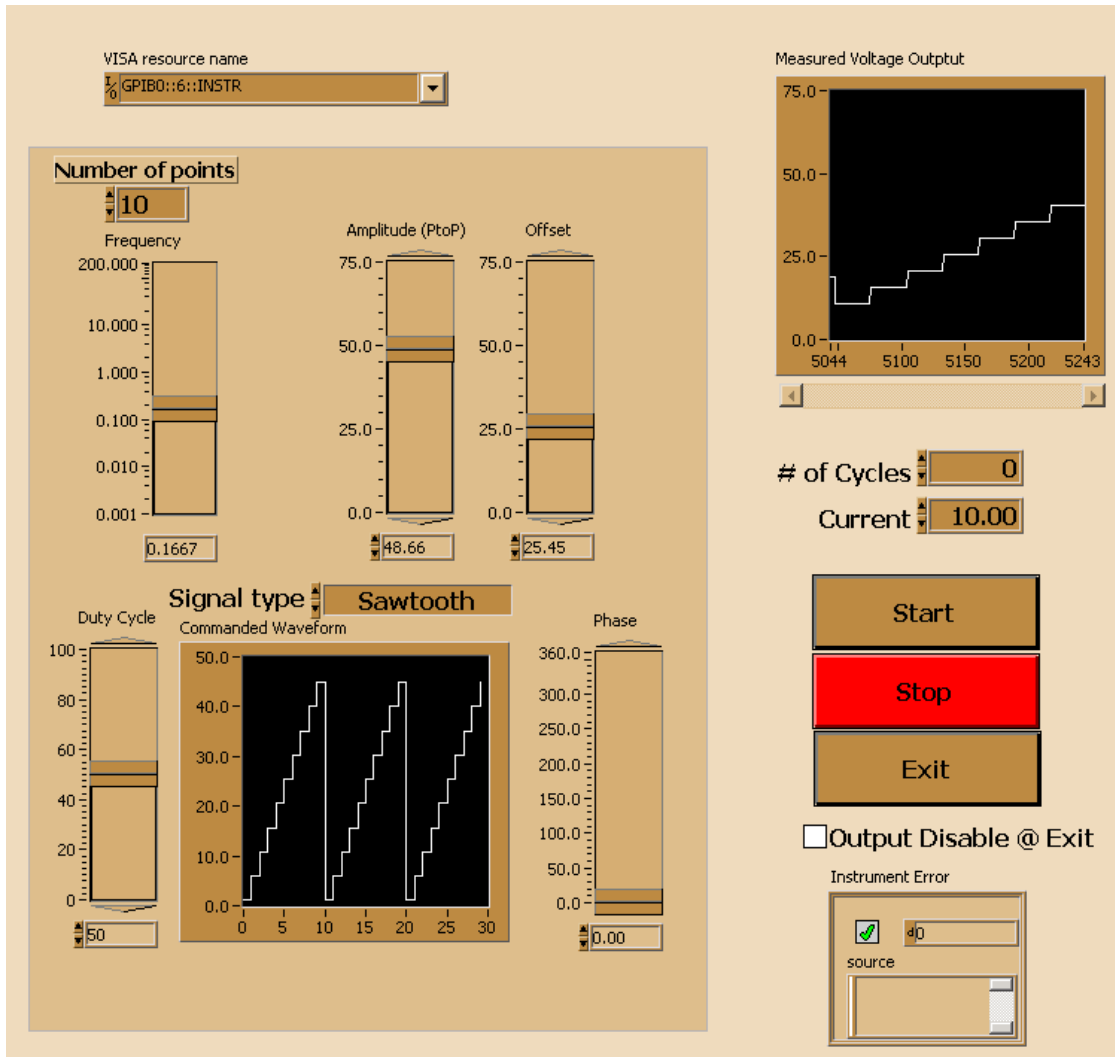 VISA resource name
I/O GPIB0::6::INSTR
Measured Voltage Outptut
75.0
50.0
25.0
0.0
5044 5100 5150 5200 5243
Number of points
10
Frequency
200.000
10.000
1.000
0.100
0.010
0.001
0.1667
Amplitude (PtoP)
75.0
50.0
25.0
0.0
48.66
Offset
75.0
50.0
25.0
0.0
25.45
# of Cycles 0
Current 10.00
Signal type Sawtooth
Duty Cycle
100
80
60
40
20
0
50
Commanded Waveform
50.0
40.0
30.0
20.0
10.0
0.0
0 5 10 15 20 25 30
Phase
360.0
300.0
250.0
200.0
150.0
100.0
50.0
0.0
0.00
Start
Stop
Exit
Output Disable @ Exit
Instrument Error
d0
source